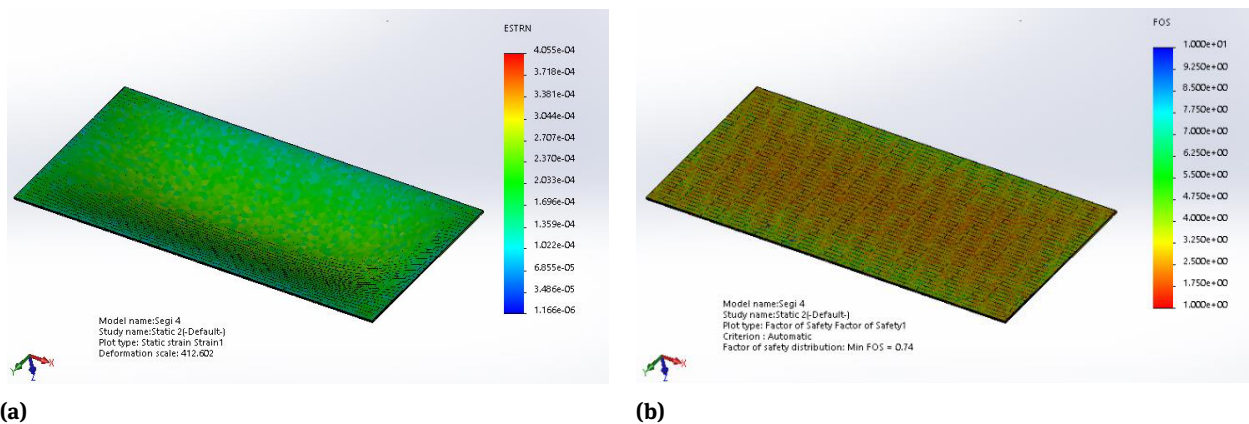 ESTRN
4.055e-04
3.718e-04
3.381e-04
3.044e-04
2.707e-04
2.370e-04
2.033e-04
1.696e-04
1.359e-04
1.022e-04
6.855e-05
3.486e-05
1.166e-06
Model name:Segi 4
Study name:Static 2(-Default-)
Plot type: Static strain Strain1
Deformation scale: 412.602
X
Y
Z
(a)
FOS
1.000e+01
9.250e+00
8.500e+00
7.750e+00
7.000e+00
6.250e+00
5.500e+00
4.750e+00
4.000e+00
3.250e+00
2.500e+00
1.750e+00
1.000e+00
Model name:Segi 4
Study name:Static 2(-Default-)
Plot type: Factor of Safety Factor of Safety1
Criterion : Automatic
Factor of safety distribution: Min FOS = 0.74
X
Y
Z
(b)